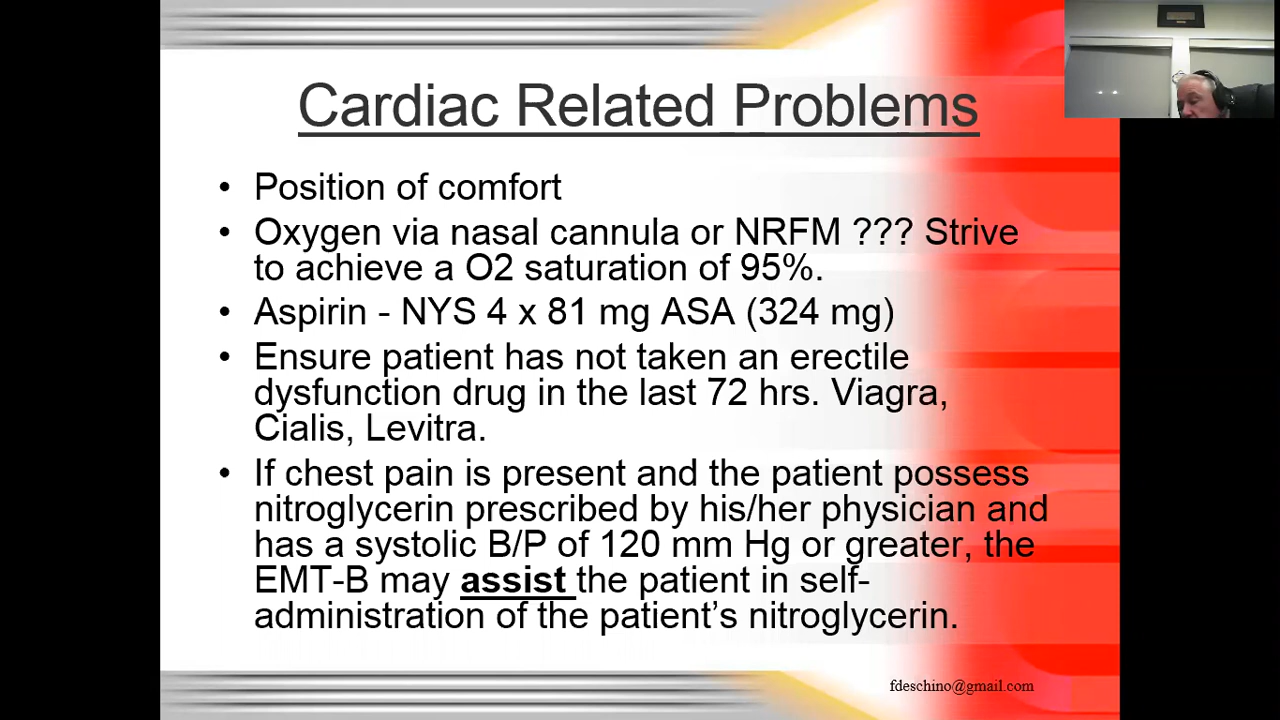 Cardiac Related Problems
• Position of comfort
• Oxygen via nasal cannula or NRFM ??? Strive
to achieve a O2 saturation of 95%.
• Aspirin - NYS 4 x 81 mg ASA (324 mg)
• Ensure patient has not taken an erectile
dysfunction drug in the last 72 hrs. Viagra,
Cialis, Levitra.
• If chest pain is present and the patient possess
nitroglycerin prescribed by his/her physician and
has a systolic B/P of 120 mm Hg or greater, the
EMT-B may assist the patient in self-
administration of the patient’s nitroglycerin.
fdeschino@gmail.com